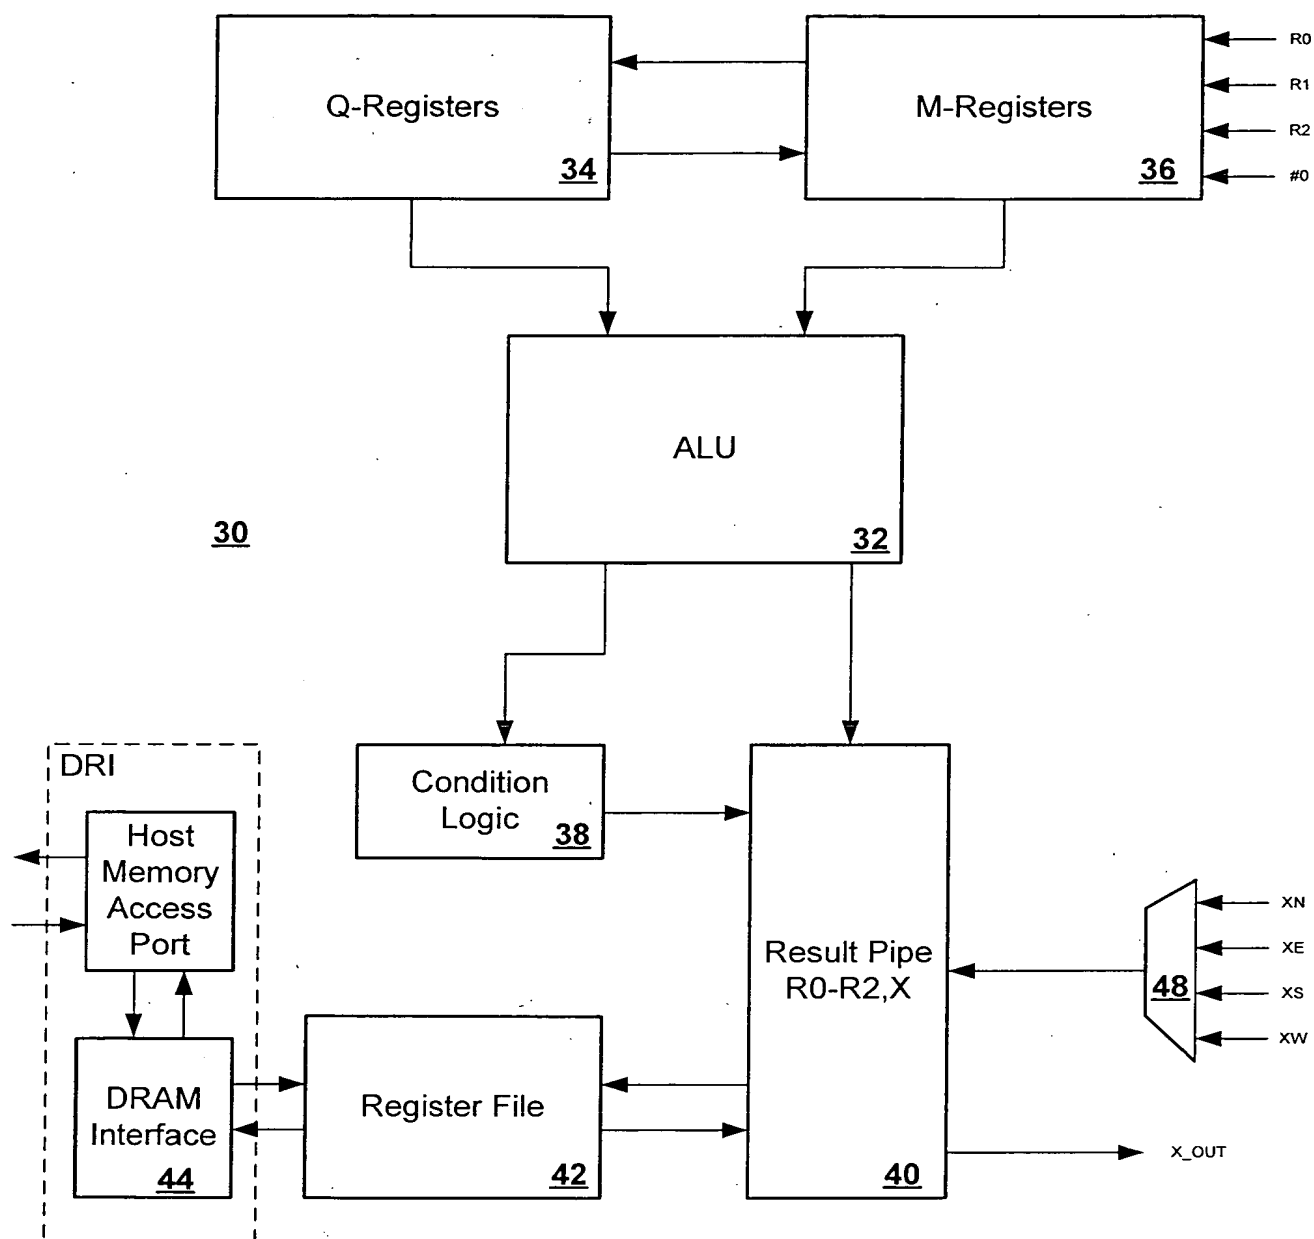 Q-Registers
34
M-Registers
36
R0
R1
R2
#0
ALU
32
30
DRI
Host
Memory
Access
Port
Condition
Logic
38
Result Pipe
R0-R2,X
40
48
XN
XE
XS
XW
DRAM
Interface
44
Register File
42
X_OUT